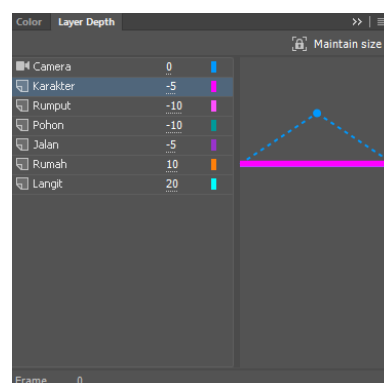 Color Layer Depth
Maintain size
Camera 0
Karakter -5
Rumput -10
Pohon -10
Jalan -5
Rumah 10
Langit 20
Frame 0